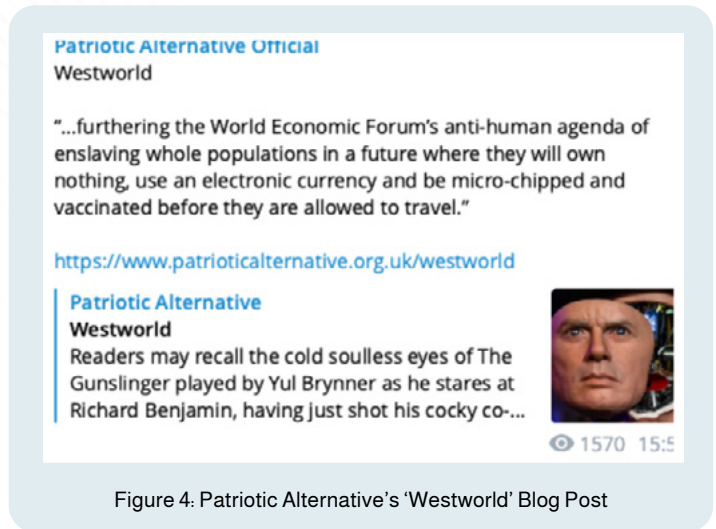 Patriotic Alternative Official
Westworld
“...furthering the World Economic Forum’s anti-human agenda of
enslaving whole populations in a future where they will own
nothing, use an electronic currency and be micro-chipped and
vaccinated before they are allowed to travel.”
https://www.patrioticalternative.org.uk/westworld
Patriotic Alternative
Westworld
Readers may recall the cold soulless eyes of The
Gunslinger played by Yul Brynner as he stares at
Richard Benjamin, having just shot his cocky co-...
1570 15:5
Figure 4: Patriotic Alternative’s ‘Westworld’ Blog Post